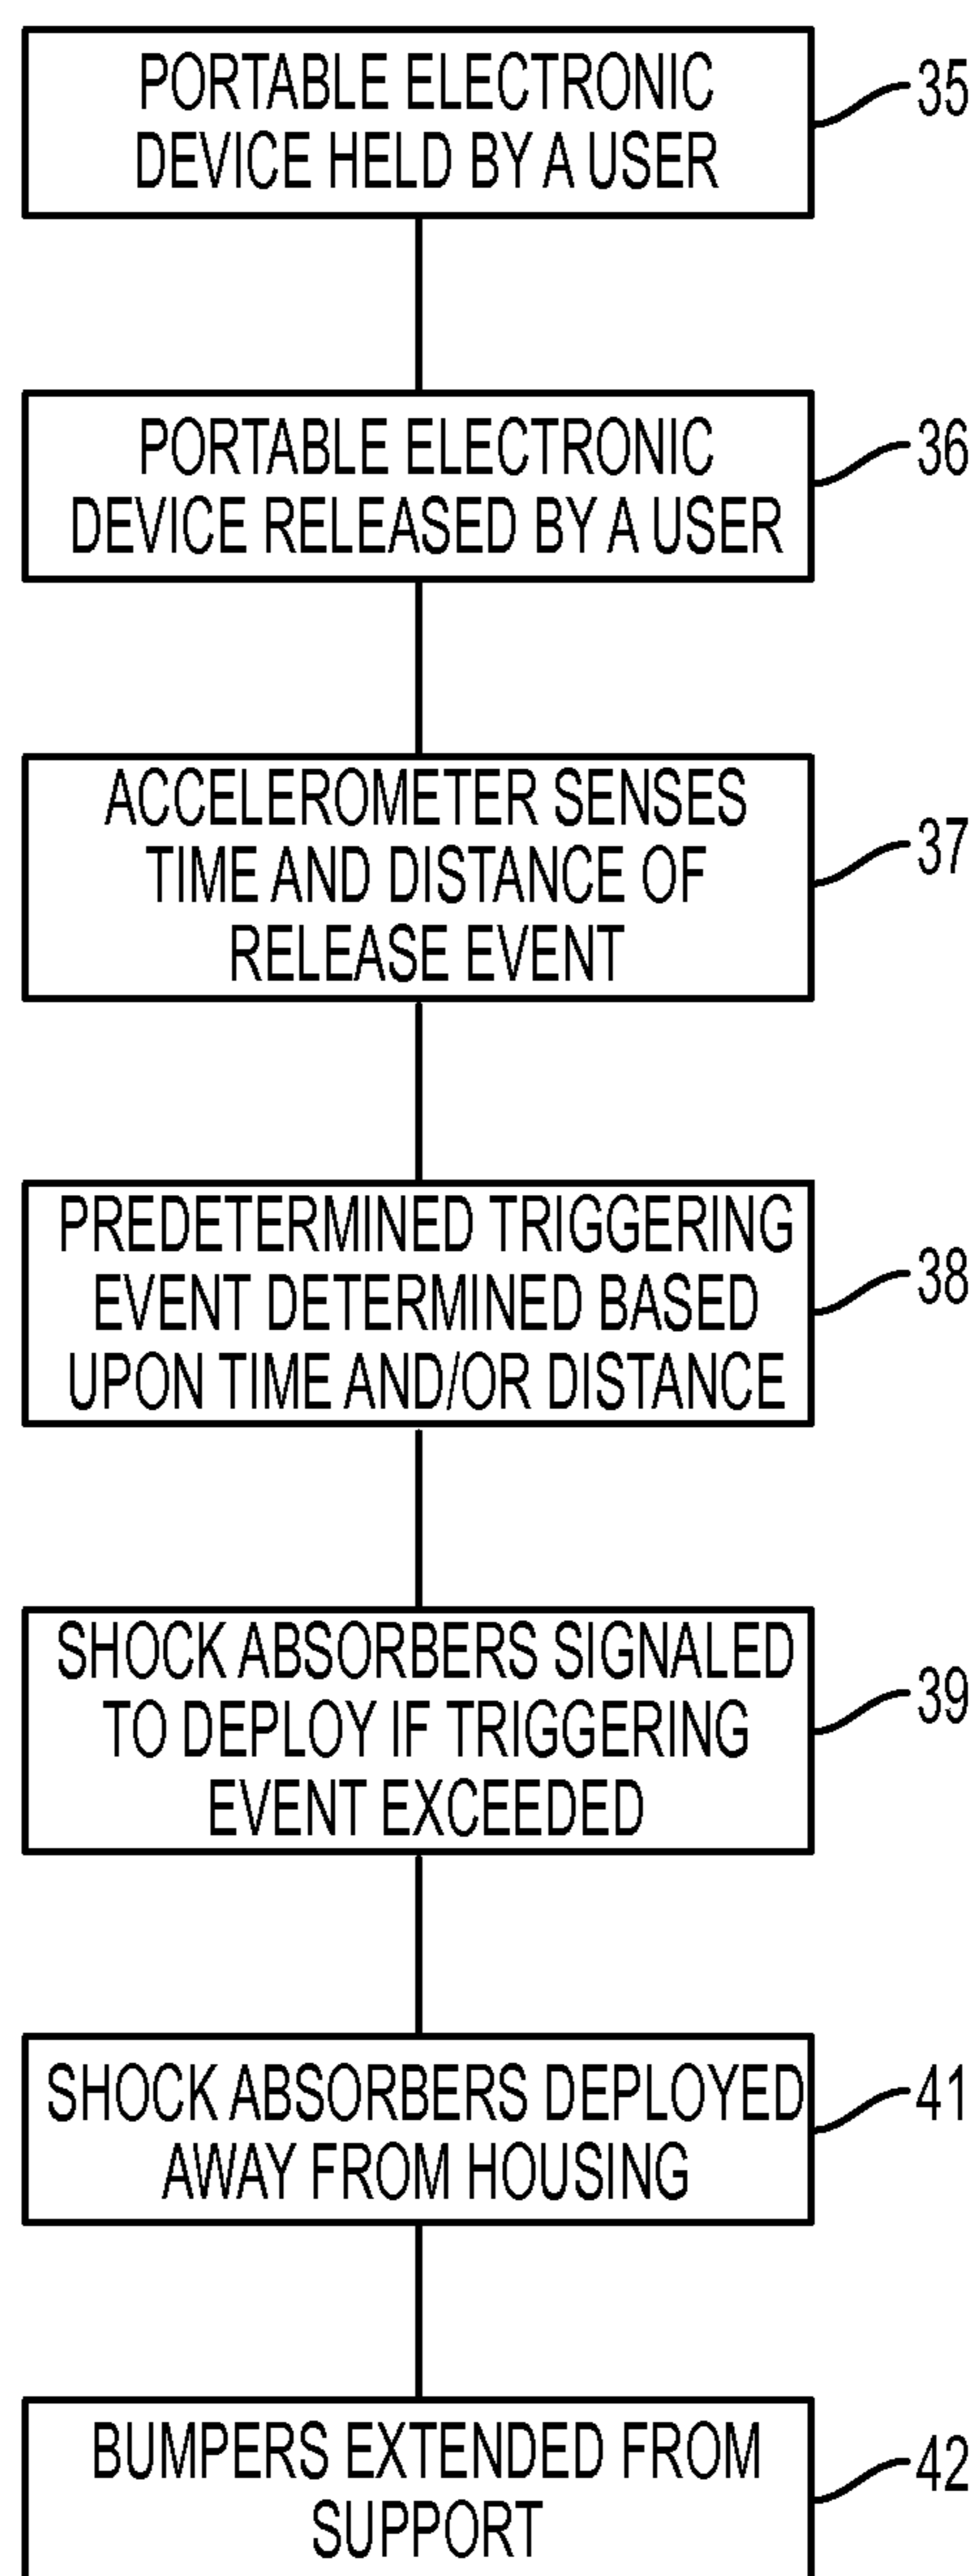 PORTABLE ELECTRONIC
DEVICE HELD BY A USER
35
PORTABLE ELECTRONIC
DEVICE RELEASED BY A USER
36
ACCELEROMETER SENSES
TIME AND DISTANCE OF
RELEASE EVENT
37
PREDETERMINED TRIGGERING
EVENT DETERMINED BASED
UPON TIME AND/OR DISTANCE
38
SHOCK ABSORBERS SIGNALED
TO DEPLOY IF TRIGGERING
EVENT EXCEEDED
39
SHOCK ABSORBERS DEPLOYED
AWAY FROM HOUSING
41
BUMPERS EXTENDED FROM
SUPPORT
42